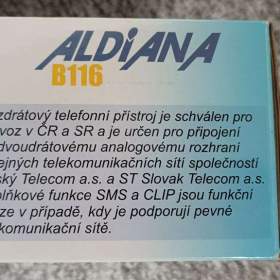 ALDIANA
B116
zdrátový telefonní přístroj je schválen pro
voz v ČR a SR a je určen pro připojení
dvoudrátovému analogovému rozhraní
ejných telekomunikačních sítí společností
ský Telecom a.s. a ST Slovak Telecom a.s.
plňkové funkce SMS a CLIP jsou funkční
ze v případě, kdy je podporují pevné
komunikační sítě.